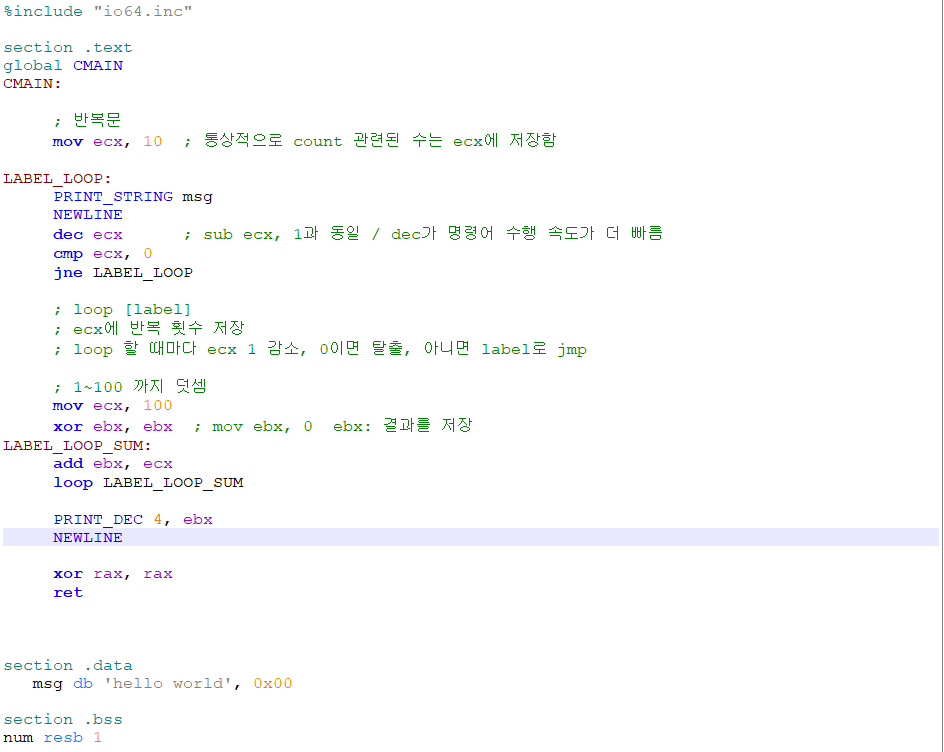 %include "io64.inc"
section .text
global CMAIN
CMAIN:
; 반복문
mov ecx, 10  ; 통상적으로 count 관련된 수는 ecx에 저장함
LABEL_LOOP:
PRINT_STRING msg
NEWLINE
dec ecx      ; sub ecx, 1과 동일 / dec가 명령어 수행 속도가 더 빠름
cmp ecx, 0
jne LABEL_LOOP
; loop [label]
; ecx에 반복 횟수 저장
; loop 할 때마다 ecx 1 감소, 0이면 탈출, 아니면 label로 jmp
; 1~100 까지 덧셈
mov ecx, 100
xor ebx, ebx  ; mov ebx, 0  ebx: 결과를 저장
LABEL_LOOP_SUM:
add ebx, ecx
loop LABEL_LOOP_SUM
PRINT_DEC 4, ebx
NEWLINE
xor rax, rax
ret
section .data
msg db 'hello world', 0x00
section .bss
num resb 1